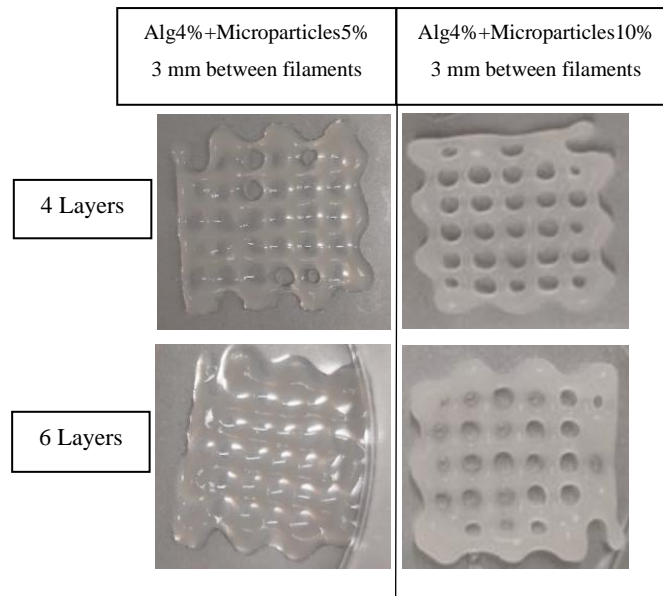 Alg4%+Microparticles5%
3 mm between filaments
Alg4%+Microparticles10%
3 mm between filaments
4 Layers
6 Layers